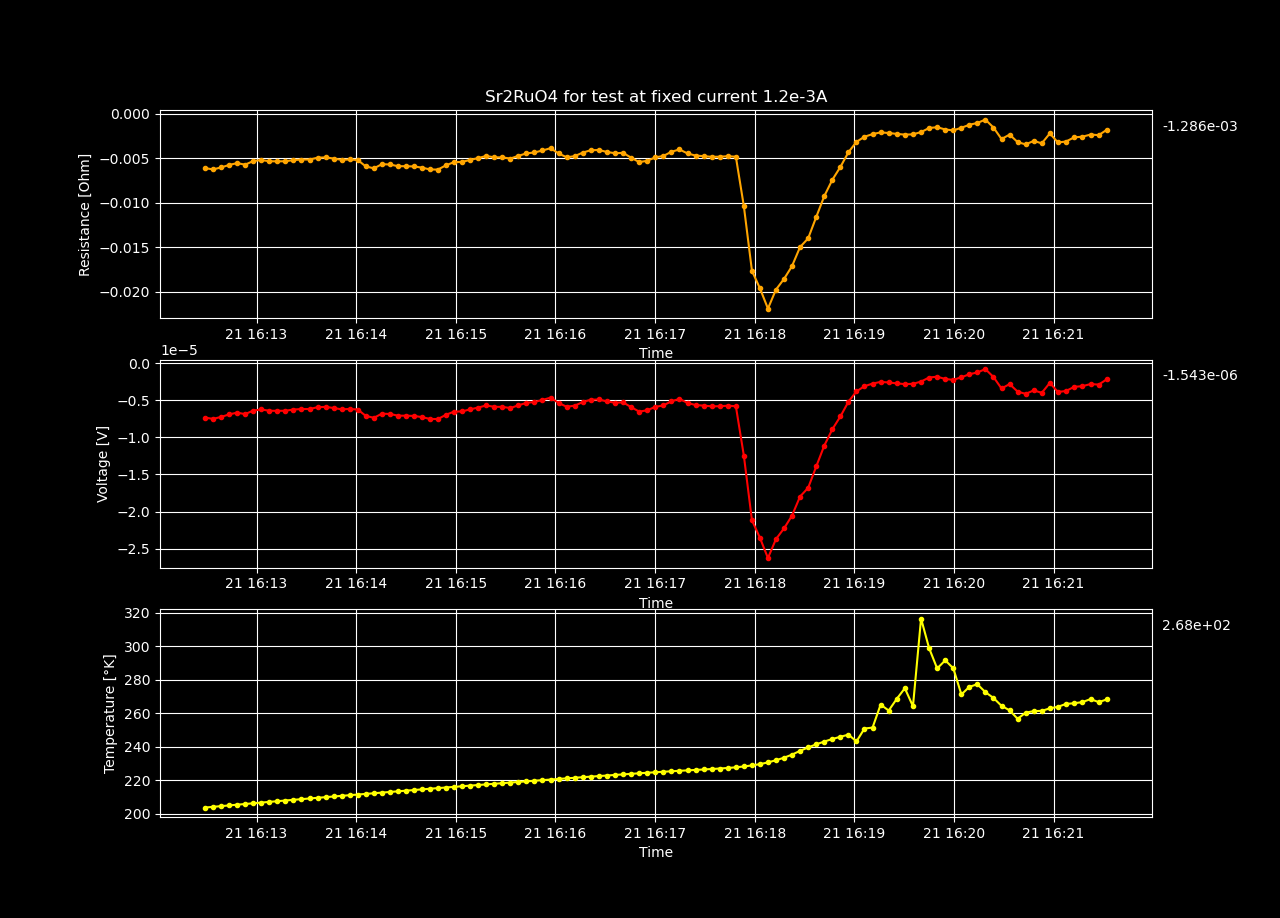 Sr2RuO4 for test at fixed current 1.2e-3A
0.000
−0.005
−0.010
−0.015
−0.020
Resistance [Ohm]
-1.286e-03
21 16:13 21 16:14 21 16:15 21 16:16 21 16:17 21 16:18 21 16:19 21 16:20 21 16:21
Time
1e−5
0.0
−0.5
−1.0
−1.5
−2.0
−2.5
Voltage [V]
-1.543e-06
21 16:13 21 16:14 21 16:15 21 16:16 21 16:17 21 16:18 21 16:19 21 16:20 21 16:21
Time
320
300
280
260
240
220
200
Temperature [°K]
2.68e+02
21 16:13 21 16:14 21 16:15 21 16:16 21 16:17 21 16:18 21 16:19 21 16:20 21 16:21
Time